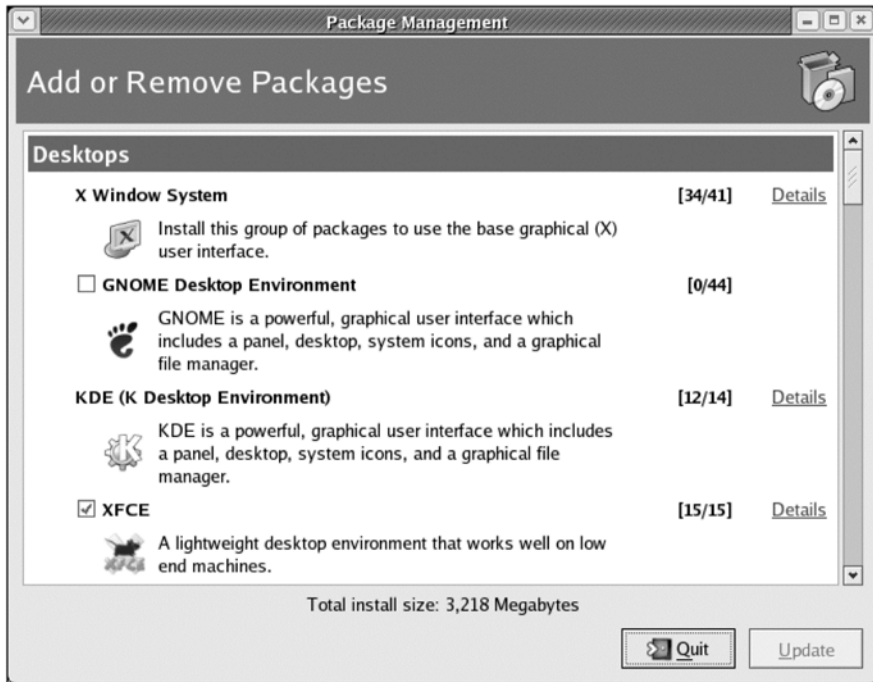 Package Management
Add or Remove Packages
Desktops
X Window System [34/41] Details
X
Install this group of packages to use the base graphical (X)
user interface.
GNOME Desktop Environment [0/44]
GNOME is a powerful, graphical user interface which
includes a panel, desktop, system icons, and a graphical
file manager.
KDE (K Desktop Environment) [12/14] Details
K
KDE is a powerful, graphical user interface which includes
a panel, desktop, system icons, and a graphical file
manager.
XFCE [15/15] Details
XFCE
A lightweight desktop environment that works well on low
end machines.
Total install size: 3,218 Megabytes
Quit Update